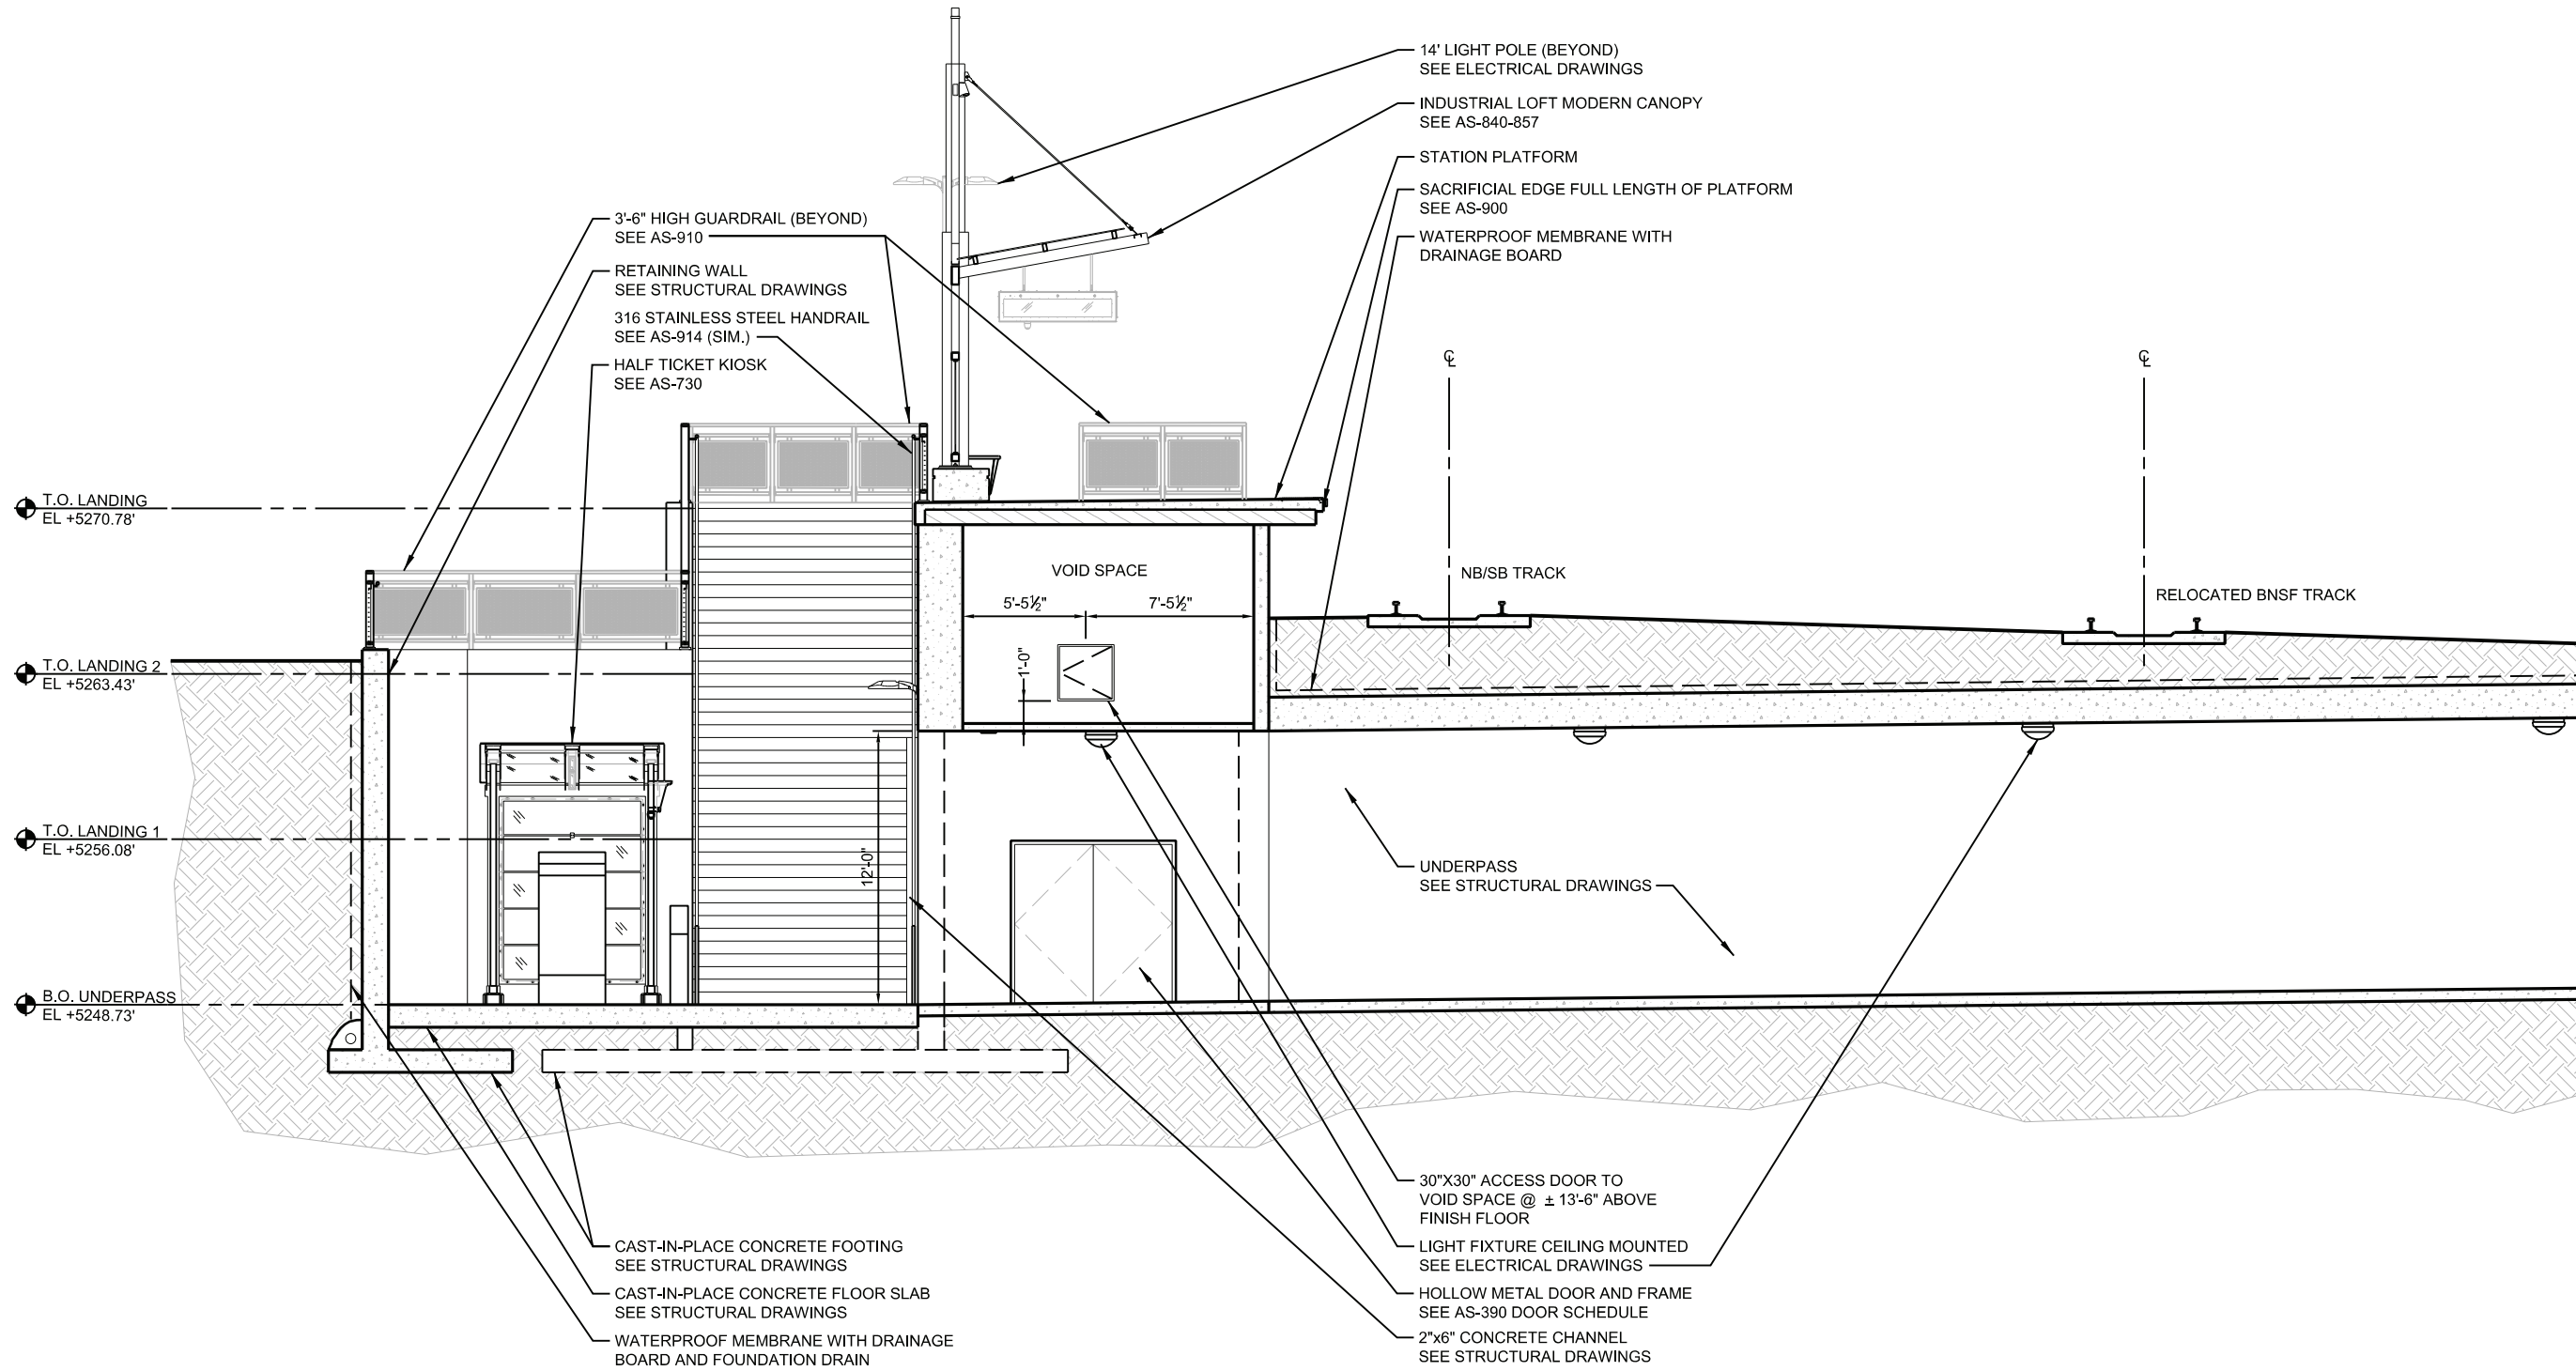 14' LIGHT POLE (BEYOND)
SEE ELECTRICAL DRAWINGS
INDUSTRIAL LOFT MODERN CANOPY
SEE AS-840-857
STATION PLATFORM
SACRIFICIAL EDGE FULL LENGTH OF PLATFORM
SEE AS-900
WATERPROOF MEMBRANE WITH
DRAINAGE BOARD
3'-6" HIGH GUARDRAIL (BEYOND)
SEE AS-910
RETAINING WALL
SEE STRUCTURAL DRAWINGS
316 STAINLESS STEEL HANDRAIL
SEE AS-914 (SIM.)
HALF TICKET KIOSK
SEE AS-730
℄
℄
T.O. LANDING
EL +5270.78'
VOID SPACE
5'-5½"
7'-5½"
1'-0"
NB/SB TRACK
RELOCATED BNSF TRACK
T.O. LANDING 2
EL +5263.43'
T.O. LANDING 1
EL +5256.08'
12'-0"
UNDERPASS
SEE STRUCTURAL DRAWINGS
B.O. UNDERPASS
EL +5248.73'
30"X30" ACCESS DOOR TO
VOID SPACE @ ± 13'-6" ABOVE
FINISH FLOOR
LIGHT FIXTURE CEILING MOUNTED
SEE ELECTRICAL DRAWINGS
HOLLOW METAL DOOR AND FRAME
SEE AS-390 DOOR SCHEDULE
2"x6" CONCRETE CHANNEL
SEE STRUCTURAL DRAWINGS
CAST-IN-PLACE CONCRETE FOOTING
SEE STRUCTURAL DRAWINGS
CAST-IN-PLACE CONCRETE FLOOR SLAB
SEE STRUCTURAL DRAWINGS
WATERPROOF MEMBRANE WITH DRAINAGE
BOARD AND FOUNDATION DRAIN